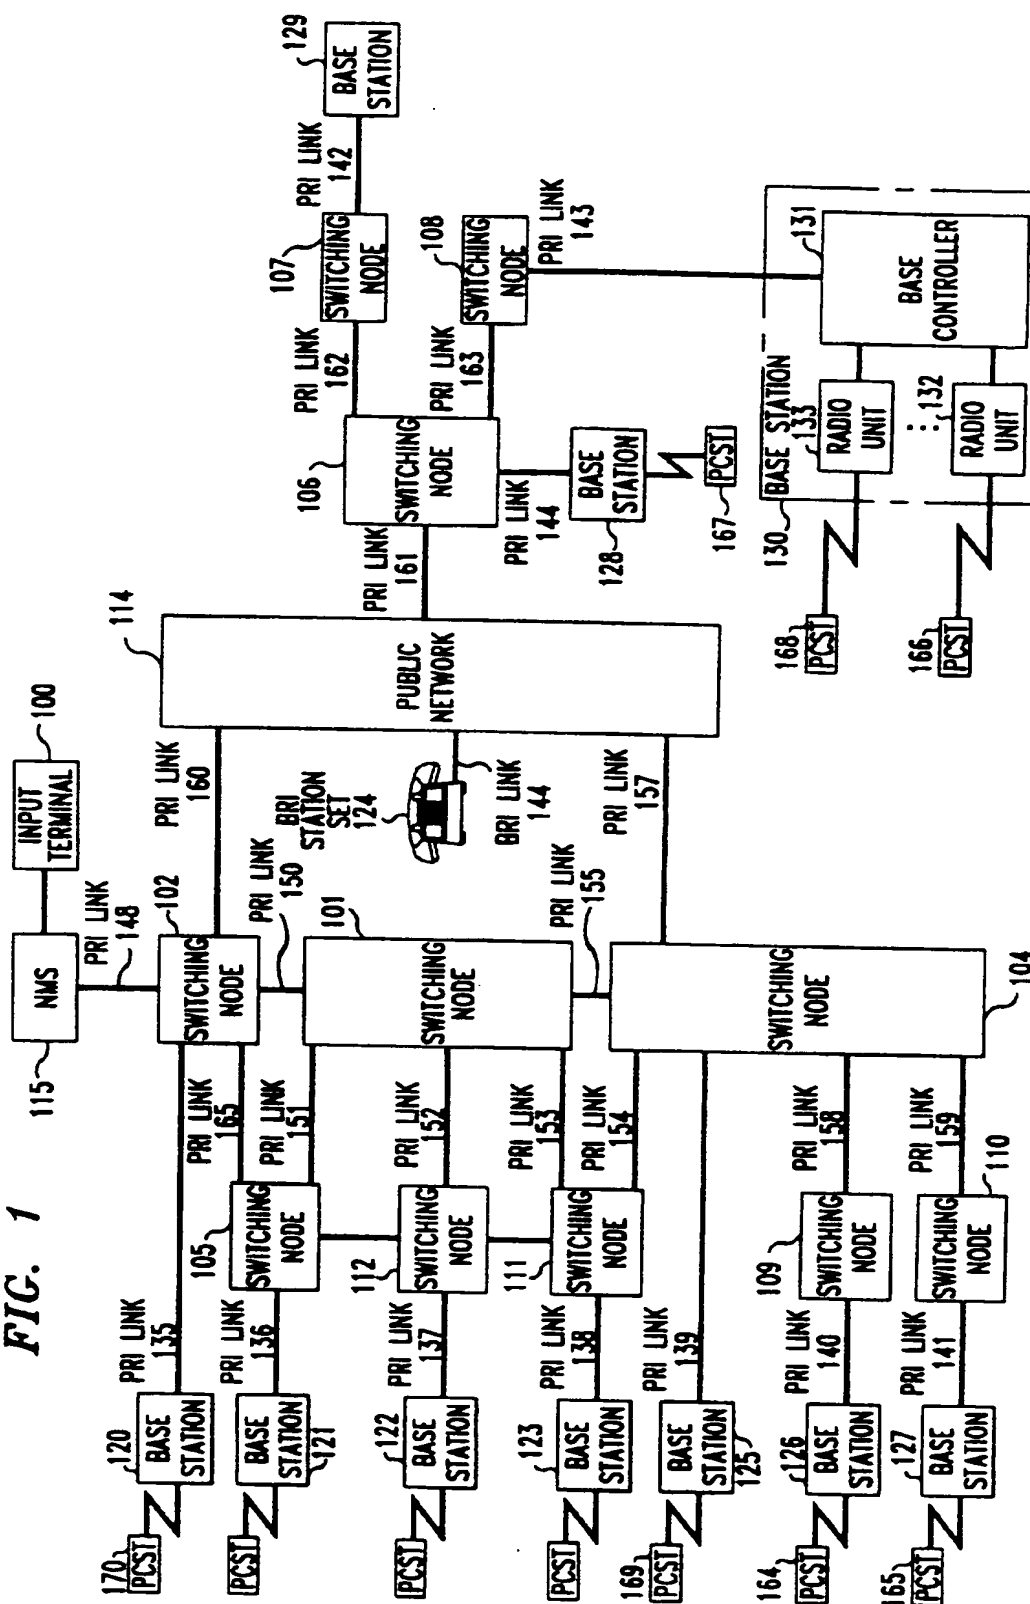 FIG. 1
INPUT
TERMINAL
100
NMS
115
PRI LINK
148
102
SWITCHING
NODE
PRI LINK
160
114
PUBLIC
NETWORK
PRI LINK
150
101
SWITCHING
NODE
BRI
STATION
SET
124
BRI LINK
144
PRI LINK
155
PRI LINK
157
SWITCHING
NODE
104
PRI LINK
161
106
SWITCHING
NODE
PRI LINK
162
107
SWITCHING
NODE
PRI LINK
142
129
BASE
STATION
PRI LINK
163
108
SWITCHING
NODE
PRI LINK
143
PRI LINK
144
BASE
STATION
128
PCST
167
131
BASE
CONTROLLER
BASE STATION
130
133
RADIO
UNIT
132
RADIO
UNIT
168
PCST
166
PCST
PRI LINK
165
PRI LINK
151
PRI LINK
152
PRI LINK
153
PRI LINK
154
PRI LINK
158
PRI LINK
159
105
SWITCHING
NODE
112
SWITCHING
NODE
111
SWITCHING
NODE
109
SWITCHING
NODE
110
SWITCHING
NODE
PRI LINK
135
PRI LINK
136
PRI LINK
137
PRI LINK
138
PRI LINK
139
PRI LINK
140
PRI LINK
141
120
BASE
STATION
BASE
STATION
121
122
BASE
STATION
123
BASE
STATION
BASE
STATION
125
126
BASE
STATION
127
BASE
STATION
170
PCST
PCST
PCST
PCST
169
PCST
164
PCST
165
PCST